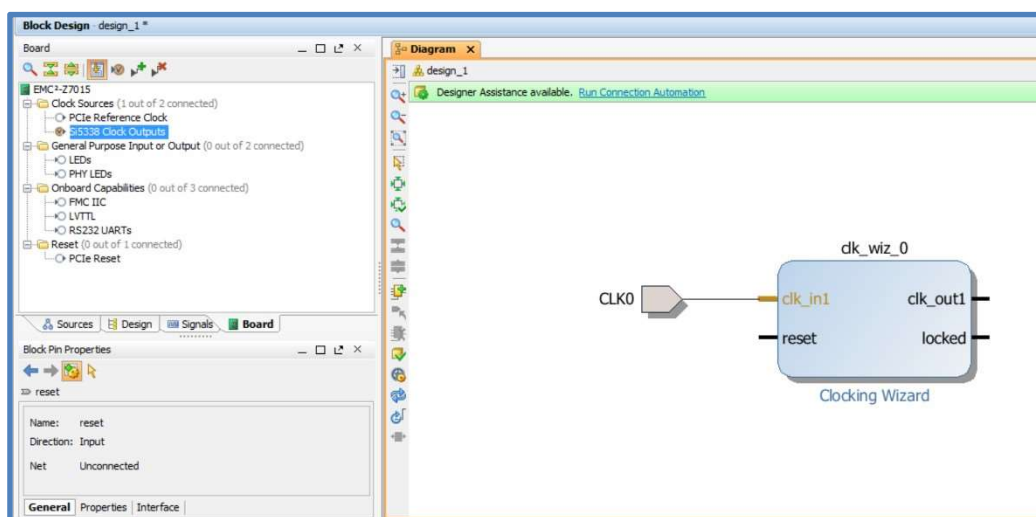 Block Design - design_1 *
Board
EMC²-Z7015
Clock Sources (1 out of 2 connected)
PCIe Reference Clock
Si5338 Clock Outputs
General Purpose Input or Output (0 out of 2 connected)
LEDs
PHY LEDs
Onboard Capabilities (0 out of 3 connected)
FMC IIC
LVTTL
RS232 UARTs
Reset (0 out of 1 connected)
PCIe Reset
Sources Design Signals Board
Block Pin Properties
reset
Name: reset
Direction: Input
Net Unconnected
General Properties Interface
Diagram
design_1
Designer Assistance available. Run Connection Automation
clk_wiz_0
CLK0
clk_in1 clk_out1
reset locked
Clocking Wizard